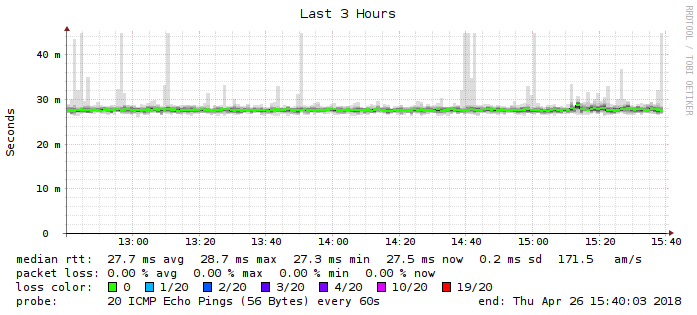 Last 3 Hours
RRDTOOL / TOBI OETIKER
Seconds
40 m
30 m
20 m
10 m
0
13:00 13:20 13:40 14:00 14:20 14:40 15:00 15:20 15:40
median rtt: 27.7 ms avg 28.7 ms max 27.3 ms min 27.5 ms now 0.2 ms sd 171.5 am/s
packet loss: 0.00 % avg 0.00 % max 0.00 % min 0.00 % now
loss color: 0 1/20 2/20 3/20 4/20 10/20 19/20
probe: 20 ICMP Echo Pings (56 Bytes) every 60s end: Thu Apr 26 15:40:03 2018